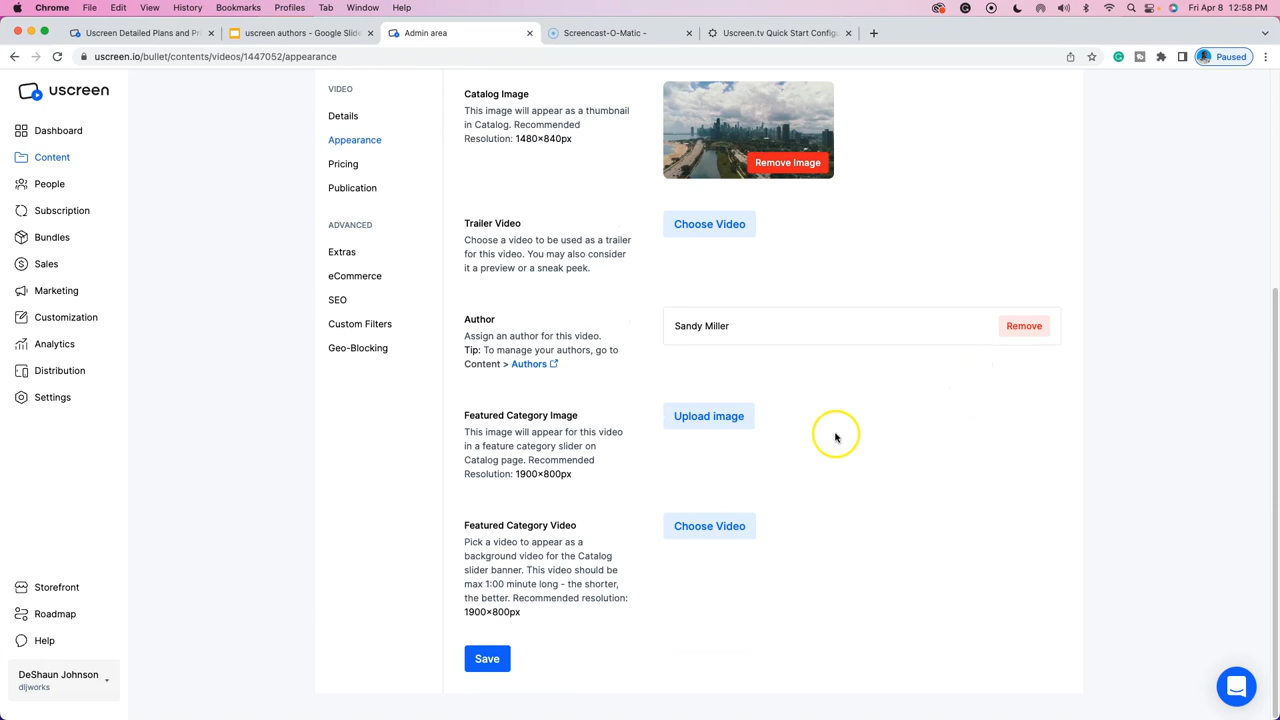 Chrome File Edit View History Bookmarks Profiles Tab Window Help Fri Apr 8 12:58 PM
Uscreen Detailed Plans and Pri
uscreen authors - Google Slide
Admin area
Screencast-O-Matic -
Uscreen.tv Quick Start Config
uscreen.io/bullet/contents/videos/1447052/appearance
Paused
uscreen
Dashboard
Content
People
Subscription
Bundles
Sales
Marketing
Customization
Analytics
Distribution
Settings
Storefront
Roadmap
Help
DeShaun Johnson
dljworks
VIDEO
Details
Appearance
Pricing
Publication
ADVANCED
Extras
eCommerce
SEO
Custom Filters
Geo-Blocking
Catalog Image
This image will appear as a thumbnail
in Catalog. Recommended
Resolution: 1480×840px
Remove Image
Trailer Video
Choose a video to be used as a trailer
for this video. You may also consider
it a preview or a sneak peek.
Choose Video
Author
Assign an author for this video.
Tip: To manage your authors, go to
Content > Authors
Sandy Miller
Remove
Featured Category Image
This image will appear for this video
in a feature category slider on
Catalog page. Recommended
Resolution: 1900×800px
Upload image
Featured Category Video
Pick a video to appear as a
background video for the Catalog
slider banner. This video should be
max 1:00 minute long - the shorter,
the better. Recommended resolution:
1900×800px
Choose Video
Save